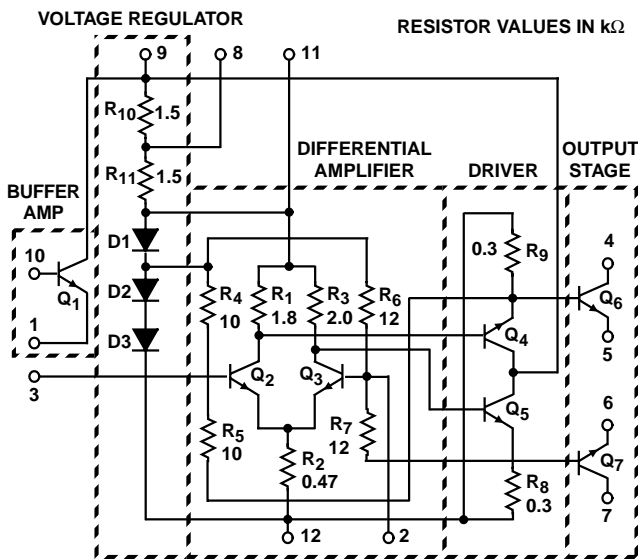 VOLTAGE REGULATOR
RESISTOR VALUES IN kΩ
9
8
11
R10
1.5
R11
1.5
DIFFERENTIAL
AMPLIFIER
DRIVER
OUTPUT
STAGE
BUFFER
AMP
10
Q1
1
3
D1
D2
D3
R4
10
R1
1.8
R3
2.0
R6
12
0.3
R9
4
Q6
5
Q4
Q2
Q3
Q5
R5
10
R7
12
R2
0.47
R8
0.3
6
Q7
7
12
2